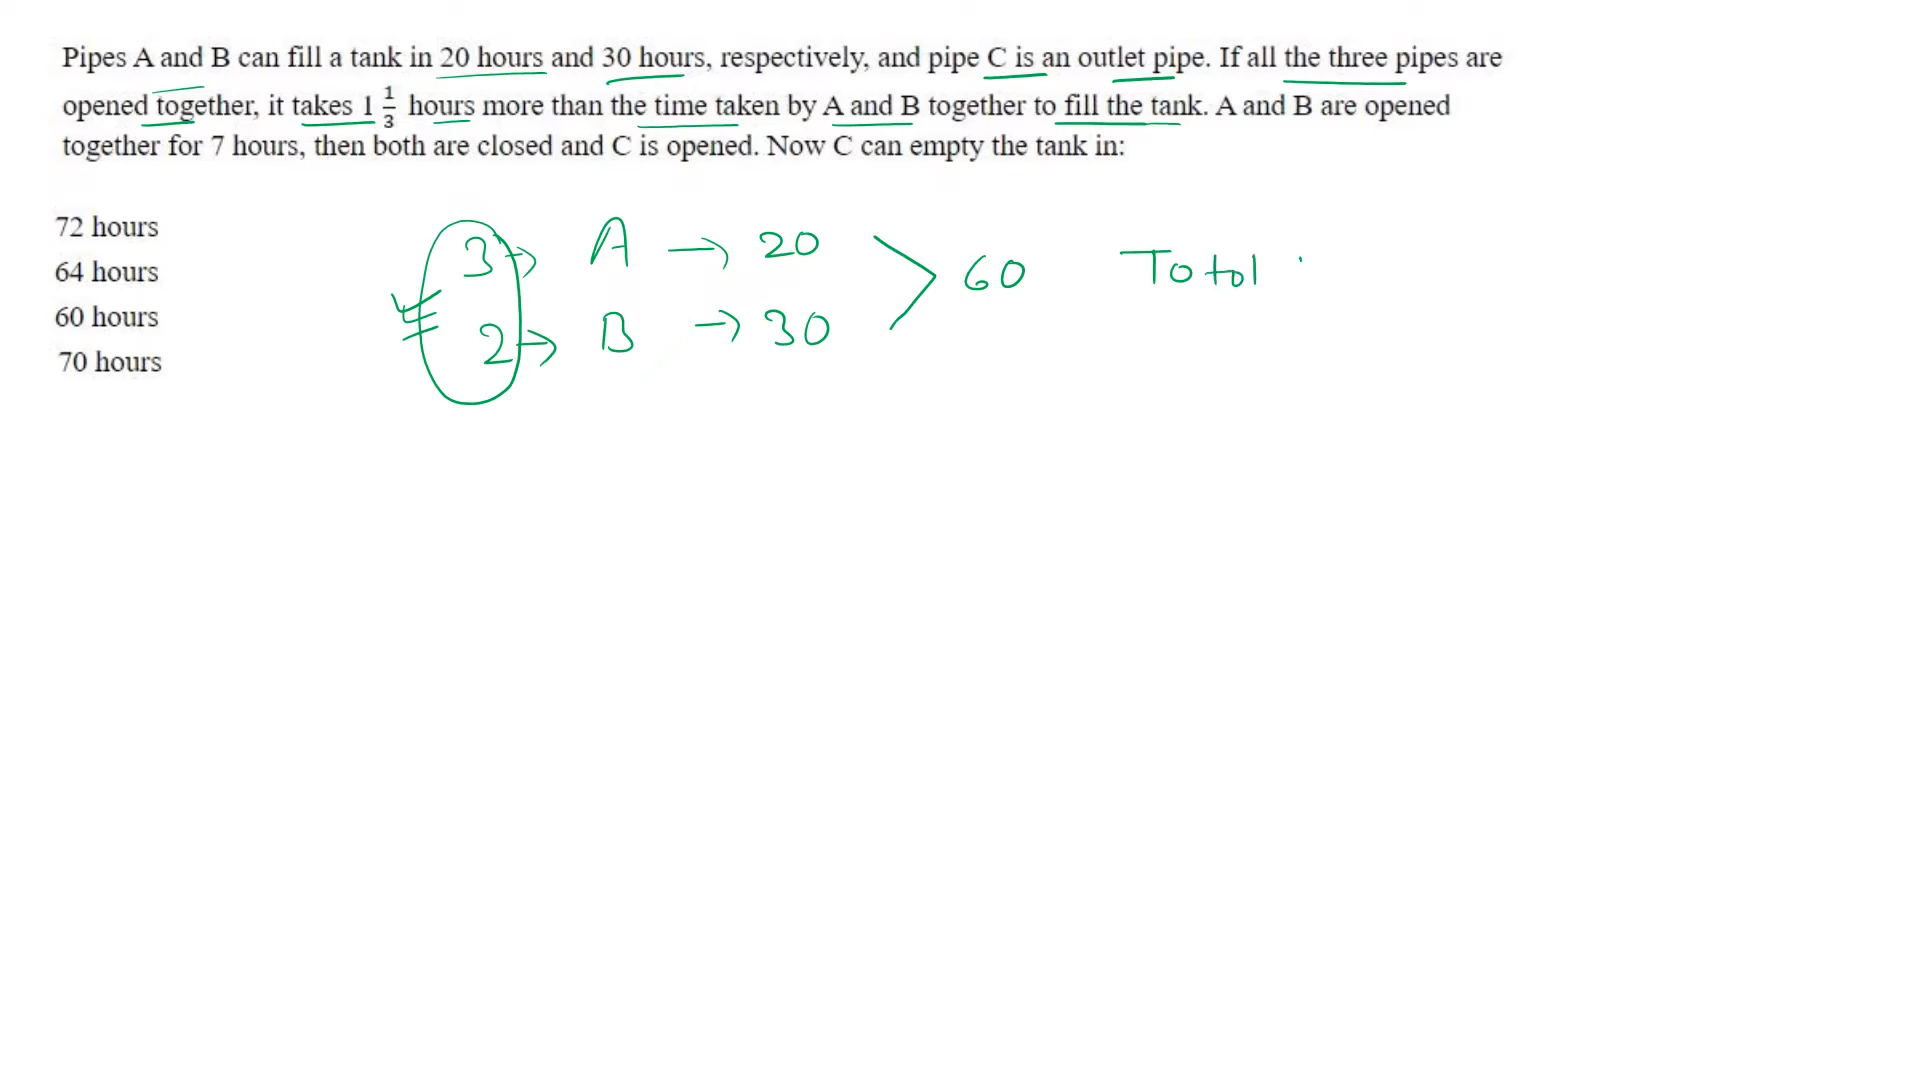 Pipes A and B can fill a tank in 20 hours and 30 hours, respectively, and pipe C is an outlet pipe. If all the three pipes are
opened together, it takes 1 1/3 hours more than the time taken by A and B together to fill the tank. A and B are opened
together for 7 hours, then both are closed and C is opened. Now C can empty the tank in:
72 hours
64 hours
60 hours
70 hours
3 → A → 20
60 Totol
2 → B → 30